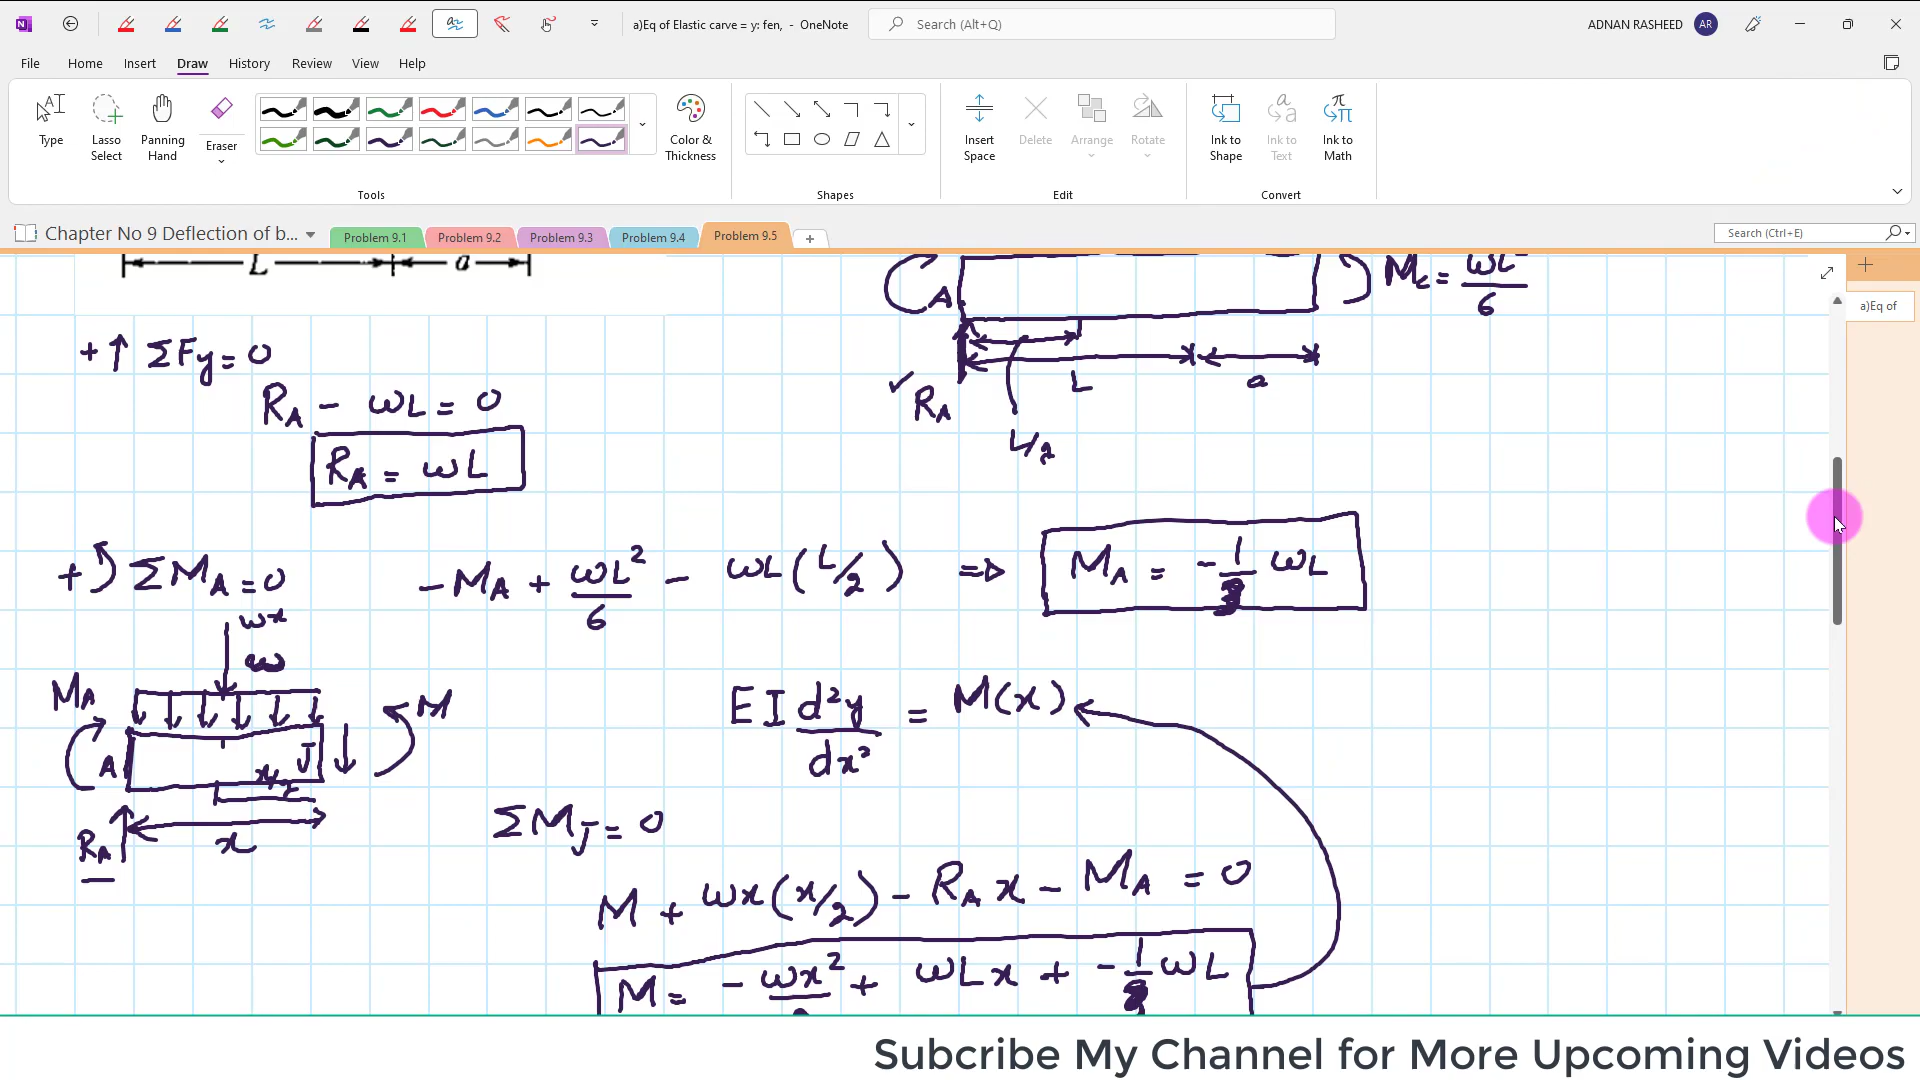 a)Eq of Elastic carve = y: fen, - OneNote
Search (Alt+Q)
ADNAN RASHEED
AR
File Home Insert Draw History Review View Help
Type
Lasso Select
Panning Hand
Eraser
Color & Thickness
Insert Space
Delete
Arrange
Rotate
Ink to Shape
Ink to Text
Ink to Math
Tools Shapes Edit Convert
Chapter No 9 Deflection of b...
Problem 9.1 Problem 9.2 Problem 9.3 Problem 9.4 Problem 9.5
Search (Ctrl+E)
a)Eq of
L a
A
M_C = wL²/6
L a
R_A
L/2
+↑ ΣFy = 0
R_A - wL = 0
R_A = wL
+ ΣM_A = 0 -M_A + wL²/6 - wL(L/2) => M_A = -1/3 wL
wx
w
M_A M
A J
x/2
R_A x
EI d²y/dx² = M(x)
ΣM_J = 0
M + wx(x/2) - R_A x - M_A = 0
M = -wx²/2 + wLx + -1/3 wL
Subcribe My Channel for More Upcoming Videos